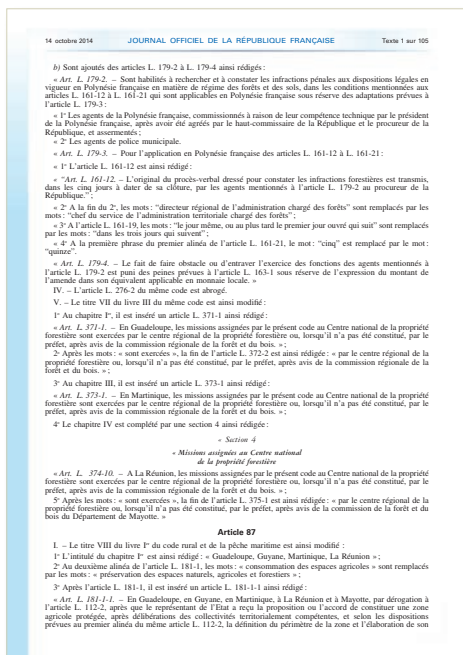 14 octobre 2014 JOURNAL OFFICIEL DE LA RÉPUBLIQUE FRANÇAISE Texte 1 sur 105
b) Sont ajoutés des articles L. 179-2 à L. 179-4 ainsi rédigés :
« Art. L. 179-2. – Sont habilités à rechercher et à constater les infractions pénales aux dispositions légales en
vigueur en Polynésie française en matière de régime des forêts et des sols, dans les conditions mentionnées aux
articles L. 161-12 à L. 161-21 qui sont applicables en Polynésie française sous réserve des adaptations prévues à
l'article L. 179-3 :
« 1° Les agents de la Polynésie française, commissionnés à raison de leur compétence technique par le président
de la Polynésie française, après avoir été agréés par le haut-commissaire de la République et le procureur de la
République, et assermentés ;
« 2° Les agents de police municipale.
« Art. L. 179-3. – Pour l'application en Polynésie française des articles L. 161-12 à L. 161-21 :
« 1° L'article L. 161-12 est ainsi rédigé :
« "Art. L. 161-12. – L'original du procès-verbal dressé pour constater les infractions forestières est transmis,
dans les cinq jours à dater de sa clôture, par les agents mentionnés à l'article L. 179-2 au procureur de la
République." ;
« 2° A la fin du 2°, les mots : "directeur régional de l'administration chargé des forêts" sont remplacés par les
mots : "chef du service de l'administration territoriale chargé des forêts" ;
« 3° A l'article L. 161-19, les mots : "le jour même, ou au plus tard le premier jour ouvré qui suit" sont remplacés
par les mots : "dans les trois jours qui suivent" ;
« 4° A la première phrase du premier alinéa de l'article L. 161-21, le mot : "cinq" est remplacé par le mot :
"quinze".
« Art. L. 179-4. – Le fait de faire obstacle ou d'entraver l'exercice des fonctions des agents mentionnés à
l'article L. 179-2 est puni des peines prévues à l'article L. 163-1 sous réserve de l'expression du montant de
l'amende dans son équivalent applicable en monnaie locale. »
IV. – L'article L. 276-2 du même code est abrogé.
V. – Le titre VII du livre III du même code est ainsi modifié :
1° Au chapitre Ier, il est inséré un article L. 371-1 ainsi rédigé :
« Art. L. 371-1. – En Guadeloupe, les missions assignées par le présent code au Centre national de la propriété
forestière sont exercées par le centre régional de la propriété forestière ou, lorsqu'il n'a pas été constitué, par le
préfet, après avis de la commission régionale de la forêt et du bois. » ;
2° Après les mots : « sont exercées », la fin de l'article L. 372-2 est ainsi rédigée : « par le centre régional de la
propriété forestière ou, lorsqu'il n'a pas été constitué, par le préfet, après avis de la commission régionale de la
forêt et du bois. » ;
3° Au chapitre III, il est inséré un article L. 373-1 ainsi rédigé :
« Art. L. 373-1. – En Martinique, les missions assignées par le présent code au Centre national de la propriété
forestière sont exercées par le centre régional de la propriété forestière ou, lorsqu'il n'a pas été constitué, par le
préfet, après avis de la commission régionale de la forêt et du bois. » ;
4° Le chapitre IV est complété par une section 4 ainsi rédigée :
« Section 4
« Missions assignées au Centre national
de la propriété forestière
« Art. L. 374-10. – A La Réunion, les missions assignées par le présent code au Centre national de la propriété
forestière sont exercées par le centre régional de la propriété forestière ou, lorsqu'il n'a pas été constitué, par le
préfet, après avis de la commission régionale de la forêt et du bois. » ;
5° Après les mots : « sont exercées », la fin de l'article L. 375-1 est ainsi rédigée : « par le centre régional de la
propriété forestière ou, lorsqu'il n'a pas été constitué, par le préfet, après avis de la commission de la forêt et du
bois du Département de Mayotte. »
Article 87
I. – Le titre VIII du livre Ier du code rural et de la pêche maritime est ainsi modifié :
1° L'intitulé du chapitre Ier est ainsi rédigé : « Guadeloupe, Guyane, Martinique, La Réunion » ;
2° Au deuxième alinéa de l'article L. 181-1, les mots : « consommation des espaces agricoles » sont remplacés
par les mots : « préservation des espaces naturels, agricoles et forestiers » ;
3° Après l'article L. 181-1, il est inséré un article L. 181-1-1 ainsi rédigé :
« Art. L. 181-1-1. – En Guadeloupe, en Guyane, en Martinique, à La Réunion et à Mayotte, par dérogation à
l'article L. 112-2, après que le représentant de l'Etat a reçu la proposition ou l'accord de constituer une zone
agricole protégée, après délibérations des collectivités territorialement compétentes, et selon les dispositions
prévues au premier alinéa du même article L. 112-2, la définition du périmètre de la zone et l'élaboration de son